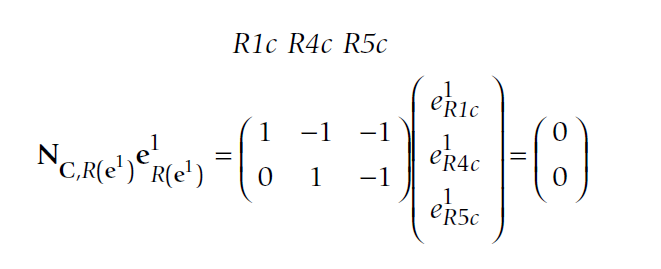 R1c R4c R5c
N_{C,R(e^1)} e^1_{R(e^1)} = ( 1 −1 −1 ; 0 1 −1 ) ( e^1_{R1c} ; e^1_{R4c} ; e^1_{R5c} ) = ( 0 ; 0 )